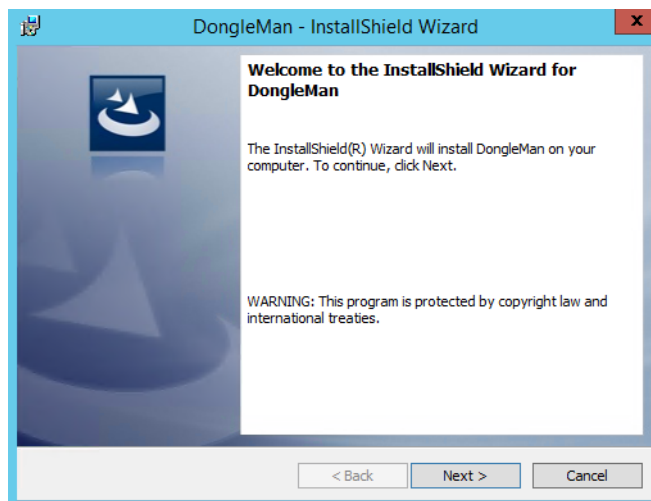 DongleMan - InstallShield Wizard
x
Welcome to the InstallShield Wizard for
DongleMan
The InstallShield(R) Wizard will install DongleMan on your
computer. To continue, click Next.
WARNING: This program is protected by copyright law and
international treaties.
< Back
Next >
Cancel